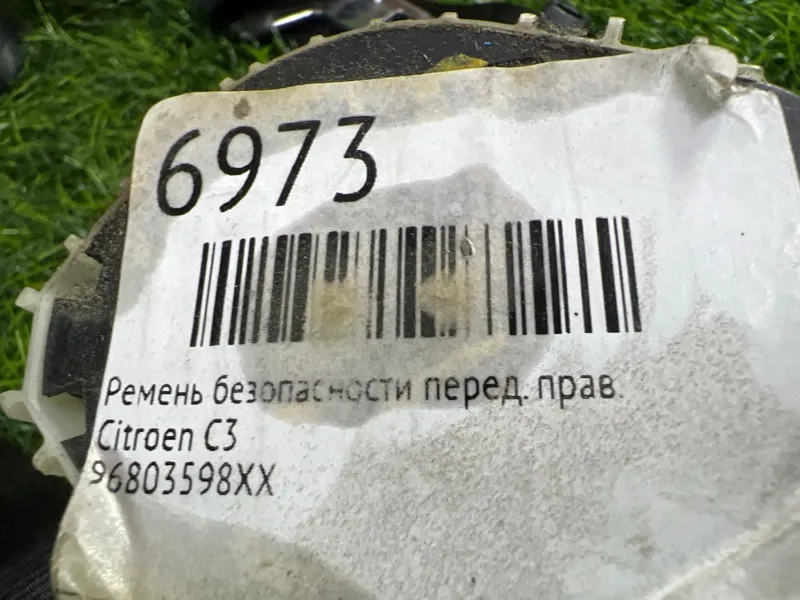 6973
Ремень безопасности перед. прав.
Citroen C3
96803598XX